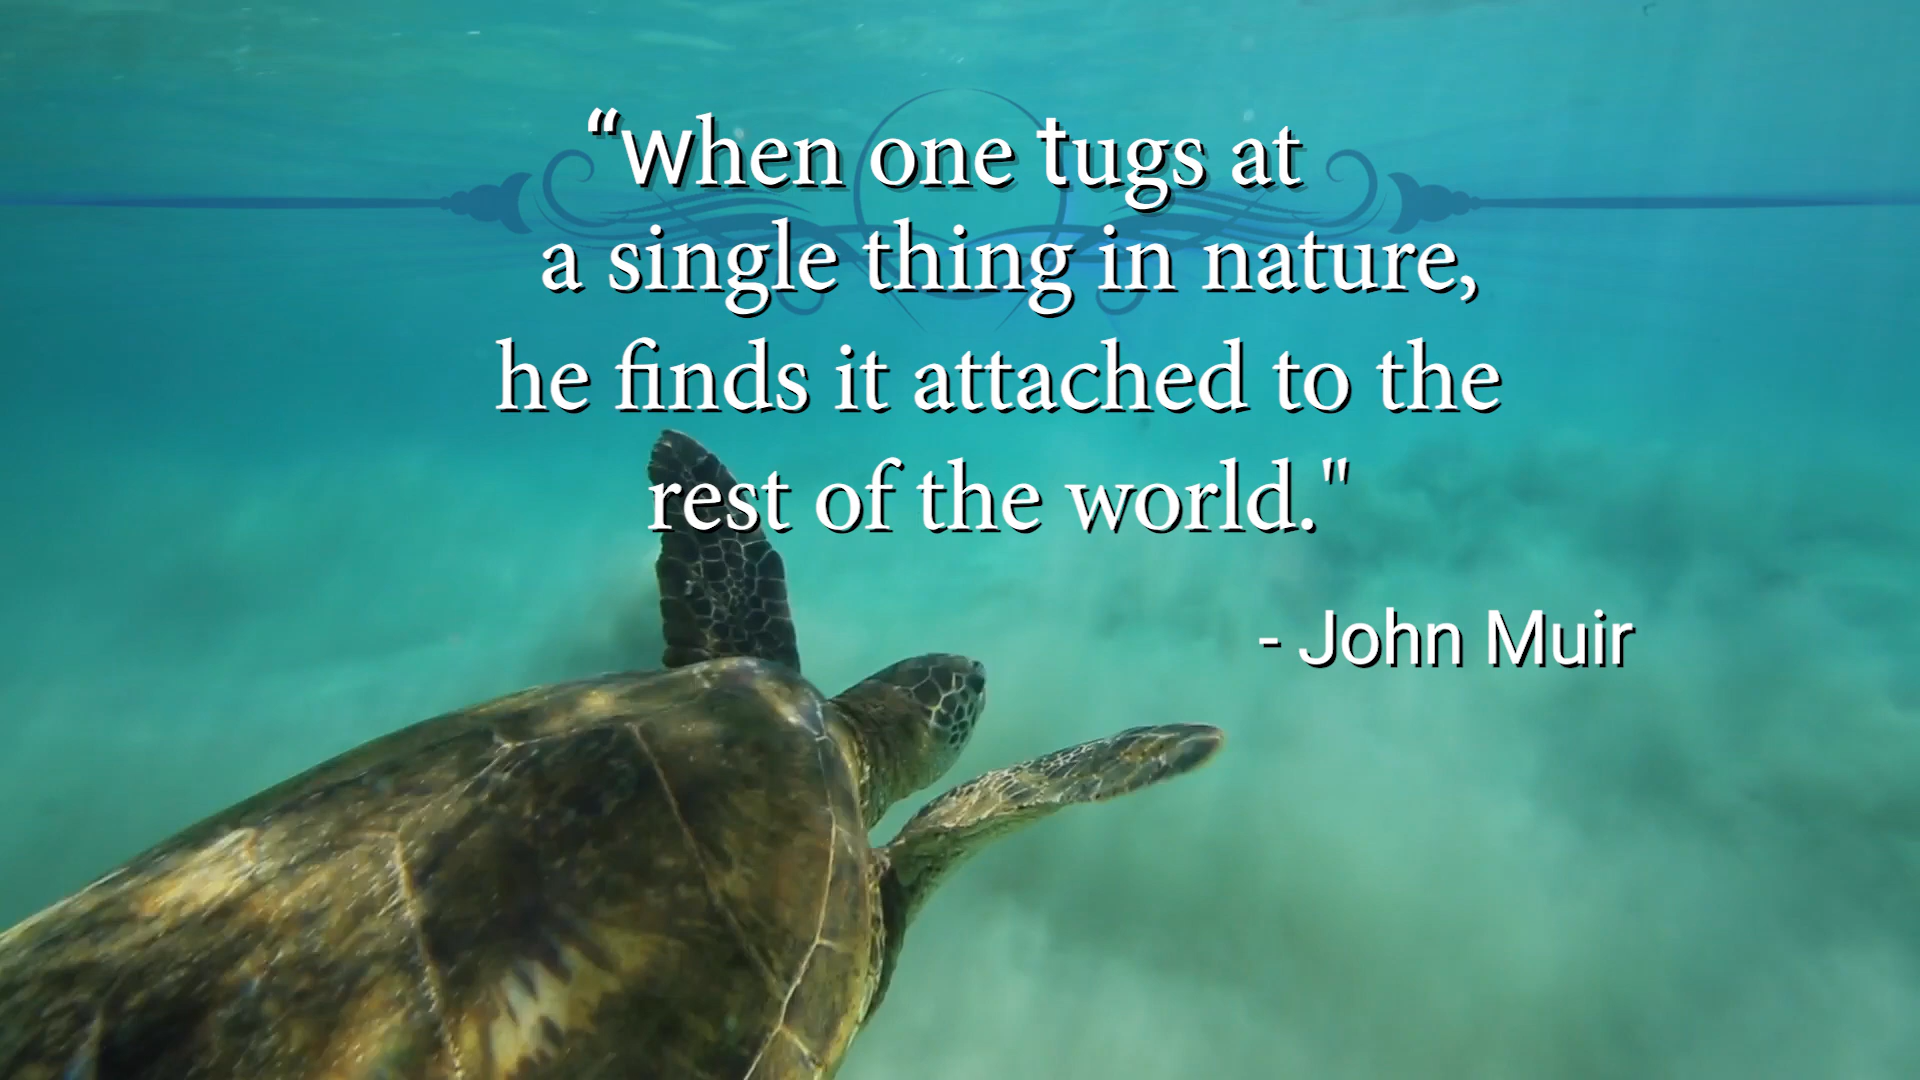 “when one tugs at
a single thing in nature,
he finds it attached to the
rest of the world."
- John Muir